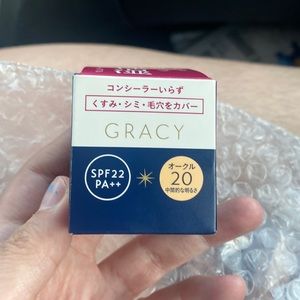 コンシーラーいらず
くすみ・シミ・毛穴をカバー
GRACY
SPF22
PA++
オークル
20
中間的な明るさ